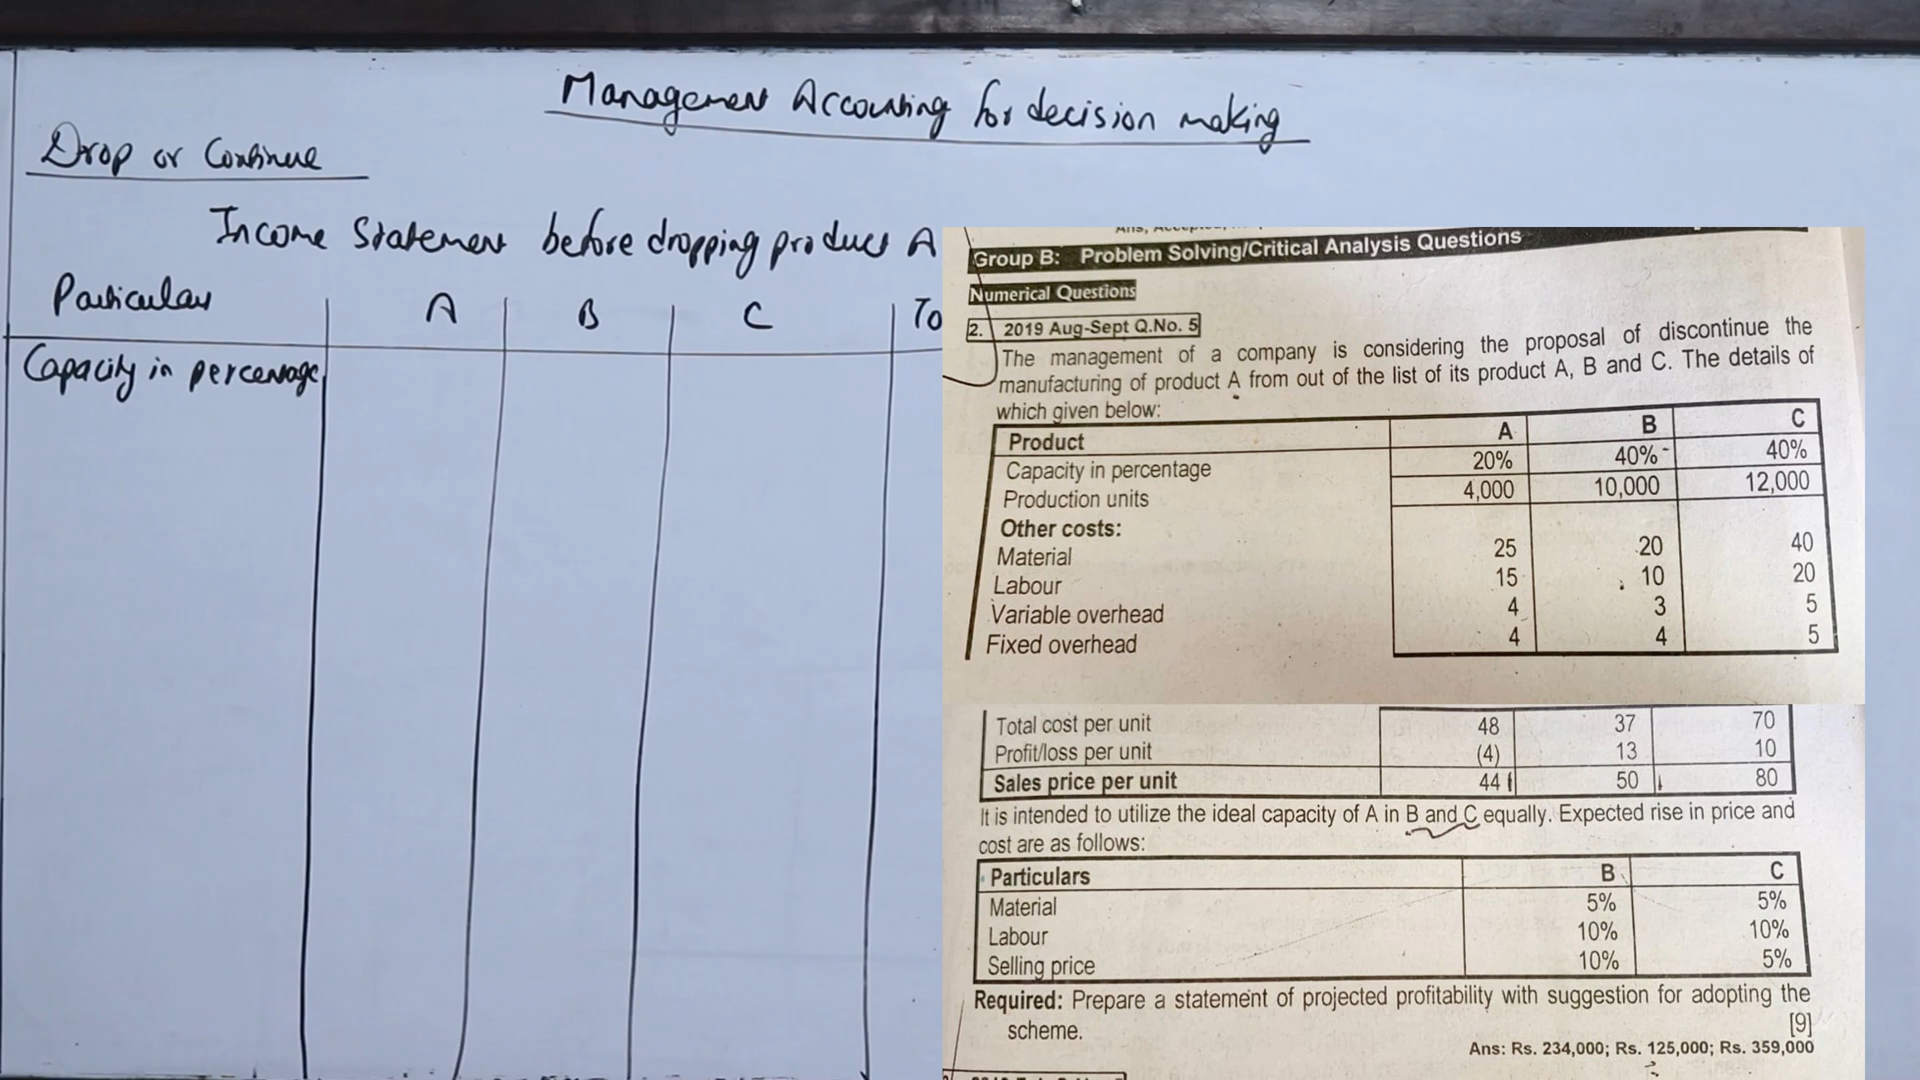 Management Accounting for decision making
Drop or Continue
Income Statement before dropping product A
Particulars A B C To
Capacity in percentage
Group B: Problem Solving/Critical Analysis Questions
Numerical Questions
2. 2019 Aug-Sept Q.No. 5
The management of a company is considering the proposal of discontinue the
manufacturing of product A from out of the list of its product A, B and C. The details of
which given below:
Product A B C
Capacity in percentage 20% 40% 40%
Production units 4,000 10,000 12,000
Other costs:
Material 25 20 40
Labour 15 10 20
Variable overhead 4 3 5
Fixed overhead 4 4 5
Total cost per unit 48 37 70
Profit/loss per unit (4) 13 10
Sales price per unit 44 50 80
It is intended to utilize the ideal capacity of A in B and C equally. Expected rise in price and
cost are as follows:
Particulars B C
Material 5% 5%
Labour 10% 10%
Selling price 10% 5%
Required: Prepare a statement of projected profitability with suggestion for adopting the
scheme. [9]
Ans: Rs. 234,000; Rs. 125,000; Rs. 359,000